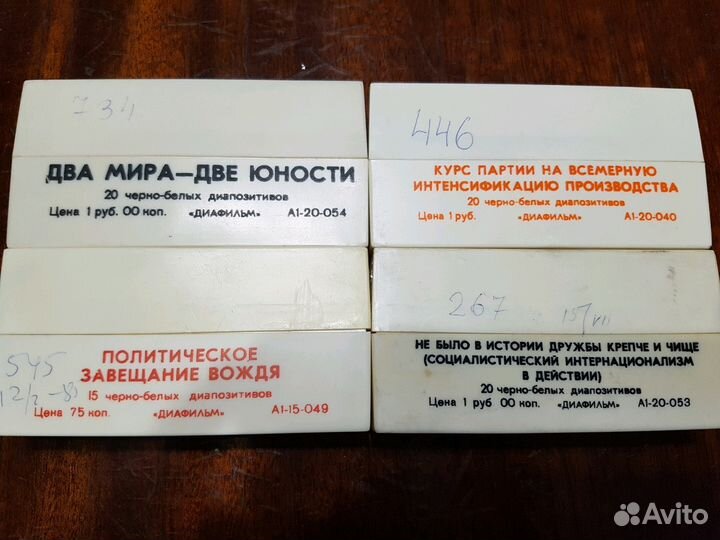 734
ДВА МИРА—ДВЕ ЮНОСТИ
20 черно-белых диапозитивов
Цена 1 руб. 00 коп. «ДИАФИЛЬМ» А1-20-054
446
КУРС ПАРТИИ НА ВСЕМЕРНУЮ
ИНТЕНСИФИКАЦИЮ ПРОИЗВОДСТВА
20 черно-белых диапозитивов
Цена 1 руб. «ДИАФИЛЬМ» А1-20-040
545
ПОЛИТИЧЕСКОЕ
ЗАВЕЩАНИЕ ВОЖДЯ
15 черно-белых диапозитивов
Цена 75 коп. «ДИАФИЛЬМ» А1-15-049
267
НЕ БЫЛО В ИСТОРИИ ДРУЖБЫ КРЕПЧЕ И ЧИЩЕ
(СОЦИАЛИСТИЧЕСКИЙ ИНТЕРНАЦИОНАЛИЗМ
В ДЕЙСТВИИ)
20 черно-белых диапозитивов
Цена 1 руб 00 коп. «ДИАФИЛЬМ» А1-20-053
Avito